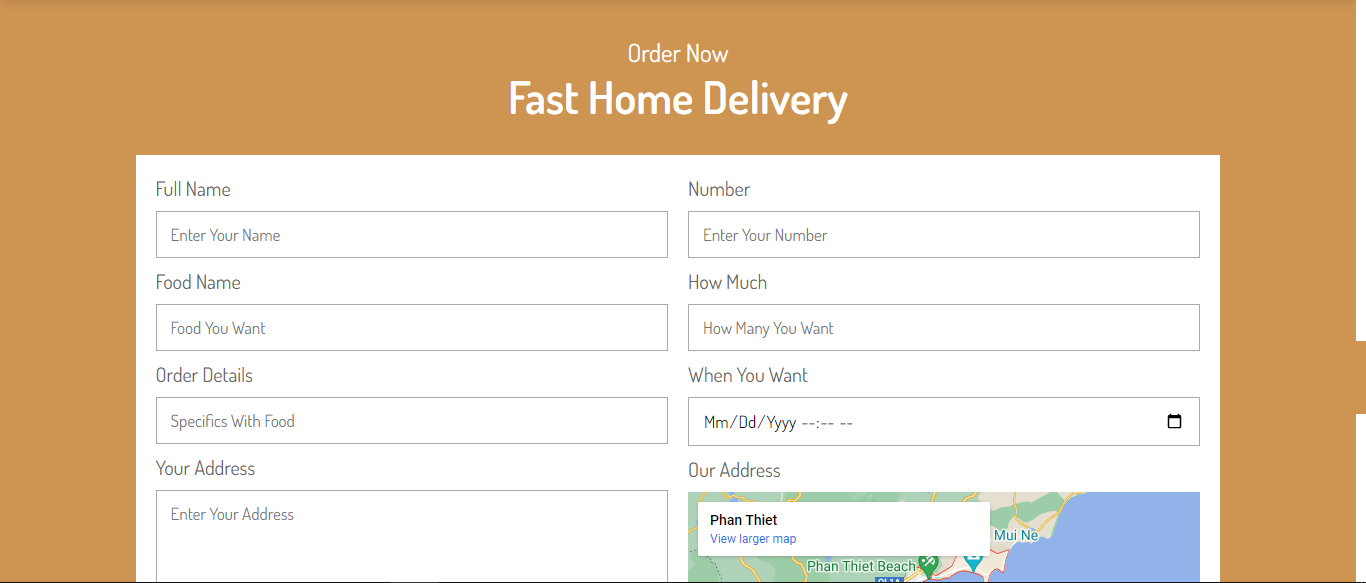 Order Now
Fast Home Delivery
Full Name
Number
Enter Your Name
Enter Your Number
Food Name
How Much
Food You Want
How Many You Want
Order Details
When You Want
Specifics With Food
Mm/Dd/Yyyy --:-- --
Your Address
Our Address
Enter Your Address
Phan Thiet
View larger map
Mui Ne
Phan Thiet Beach
QL1A